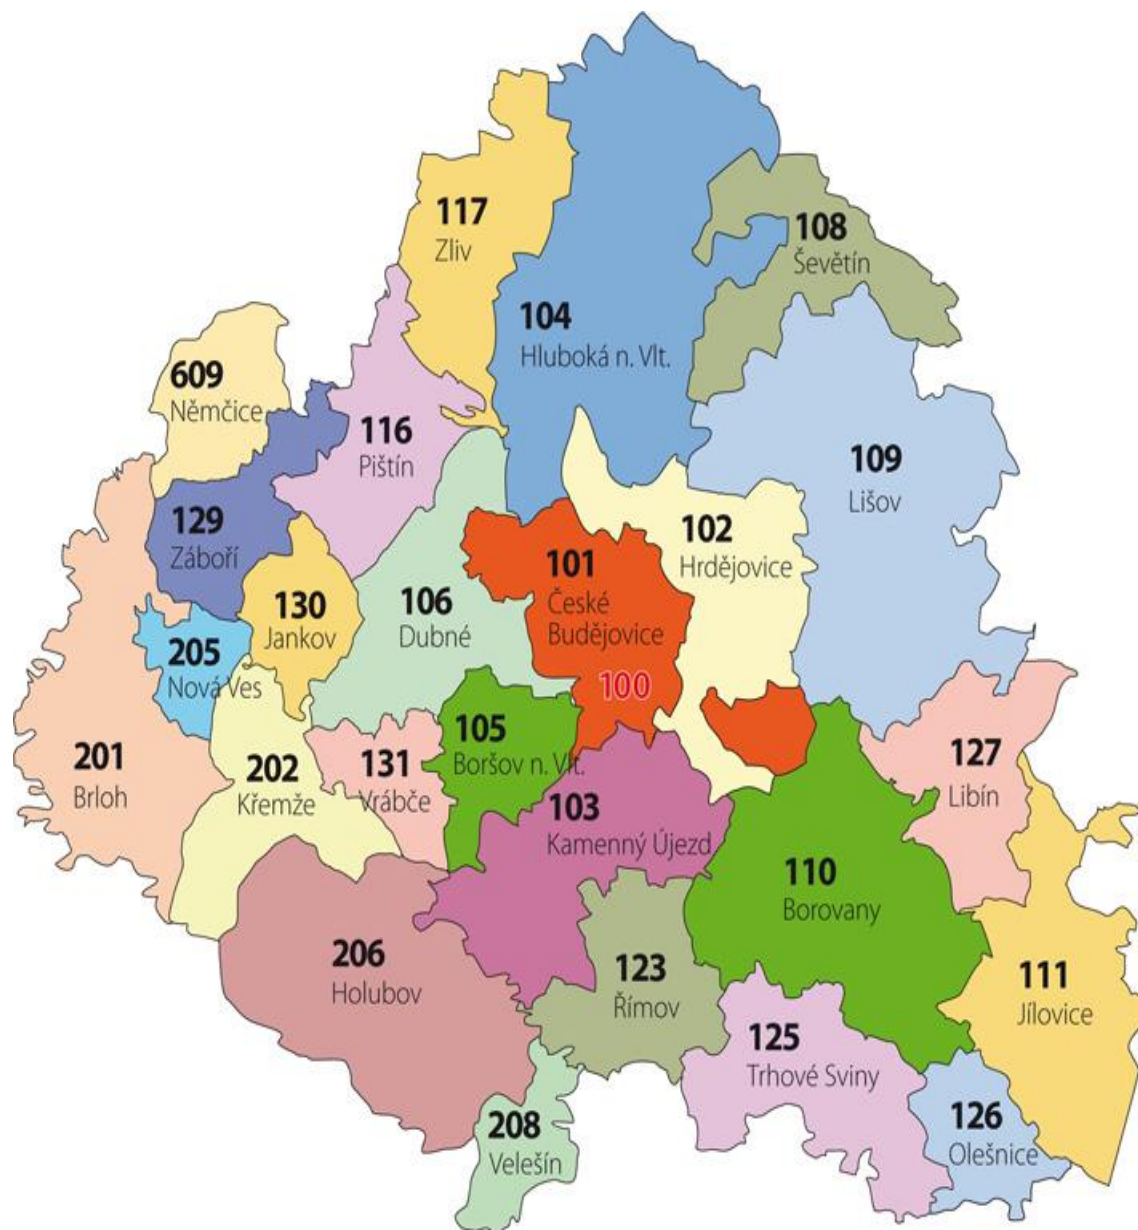 117
Zliv
108
Ševětín
104
Hluboká n. Vlt.
609
Němčice
116
Pištín
109
Lišov
129
Záboří
102
Hrdějovice
101
České
Budějovice
130
Jankov
106
Dubné
205
Nová Ves
100
105
Boršov n. Vlt.
201
Brloh
202
Křemže
131
Vrábče
127
Libín
103
Kamenný Újezd
110
Borovany
206
Holubov
123
Římov
111
Jílovice
125
Trhové Sviny
208
Velešín
126
Olešnice